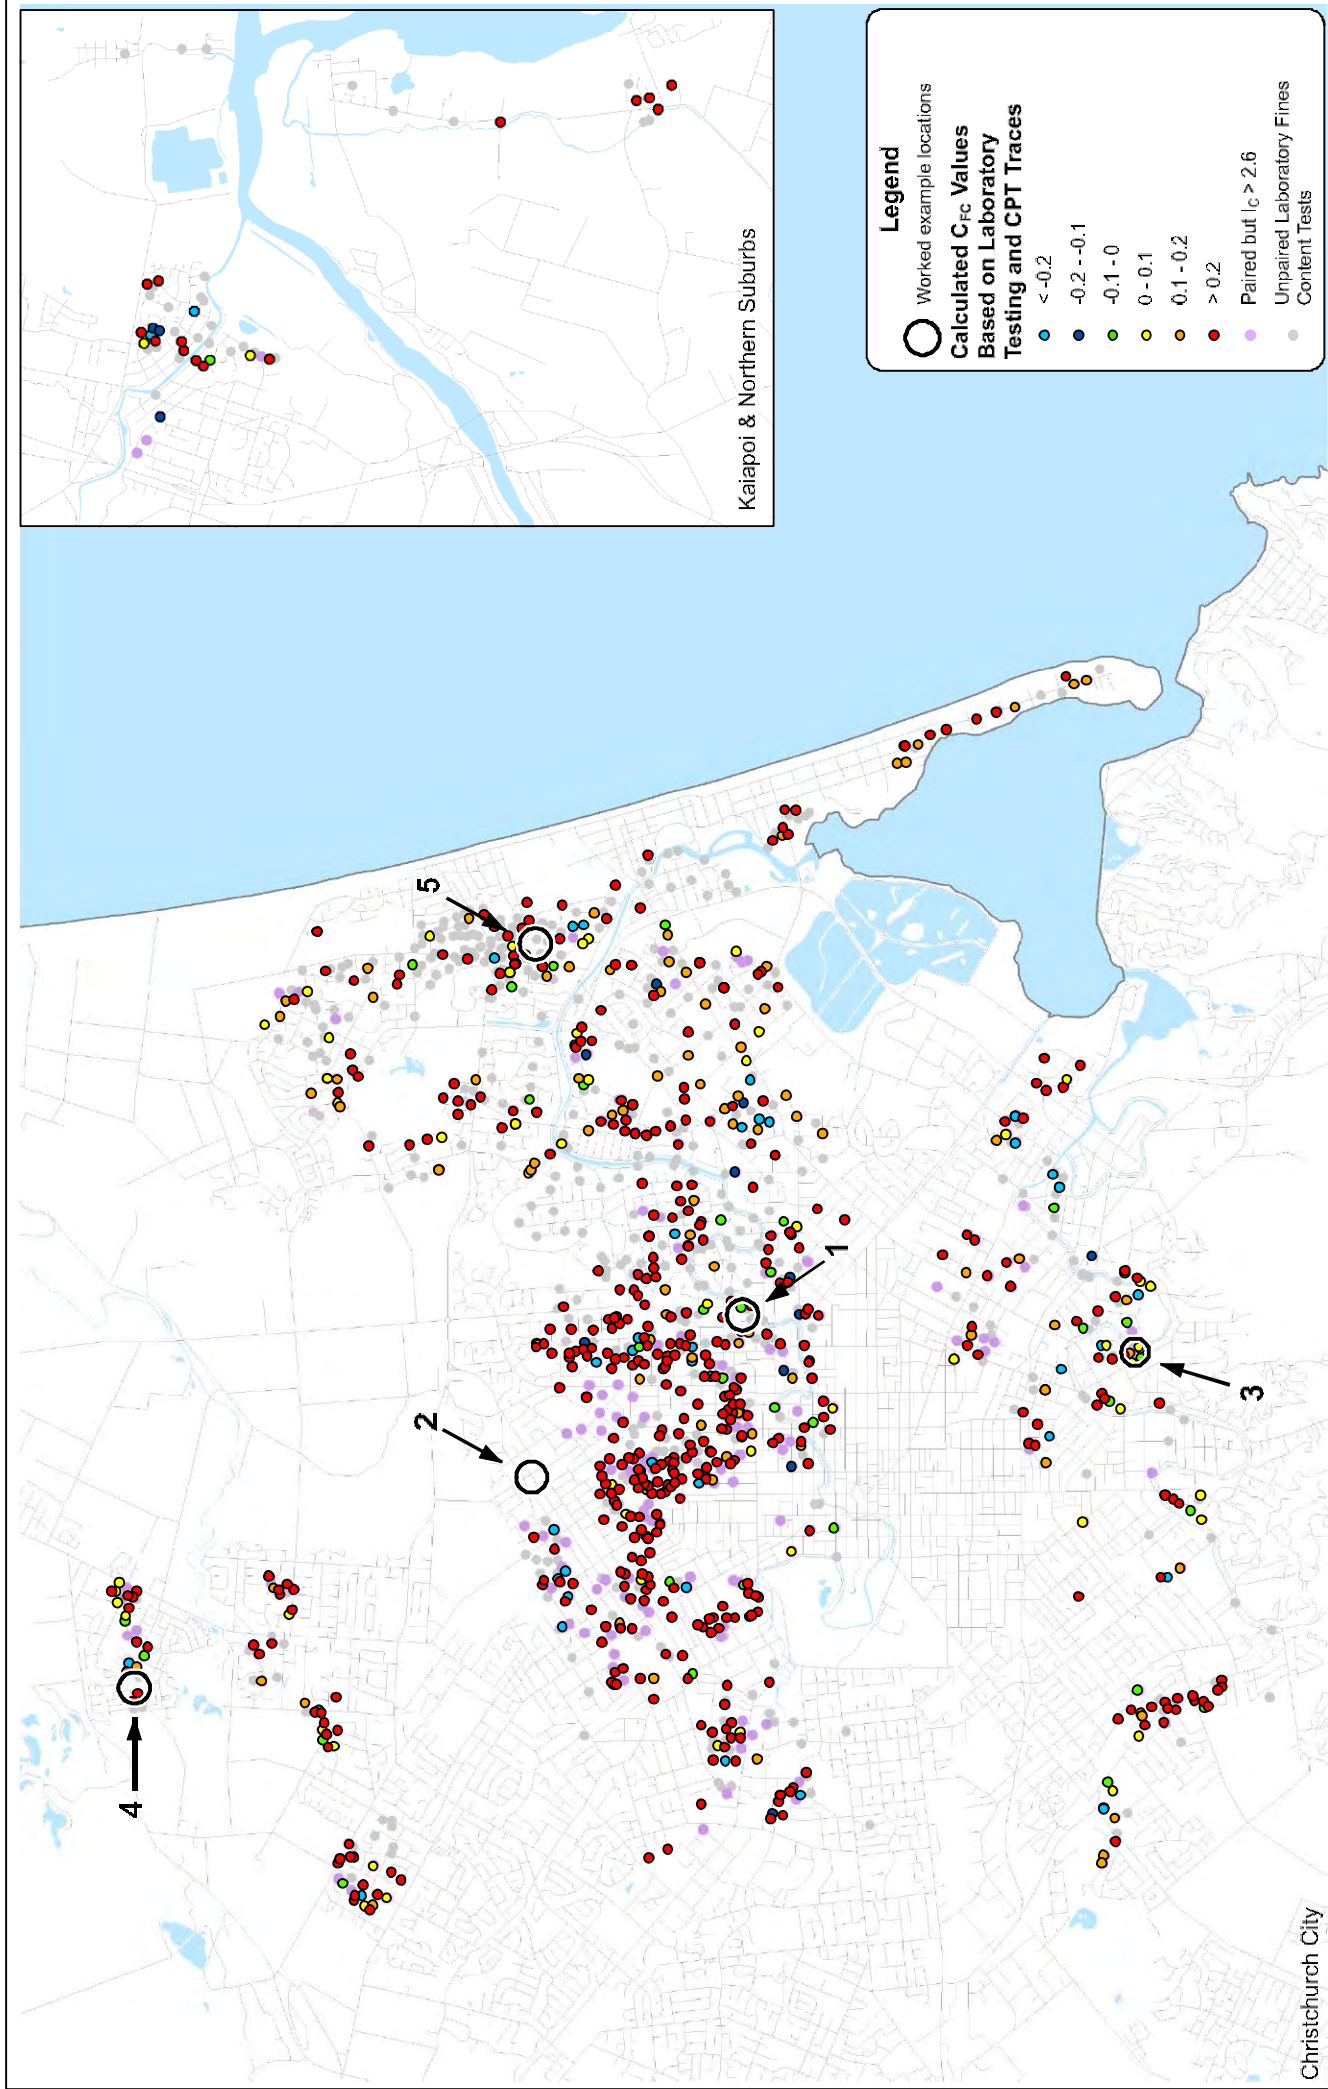 Kaiapoi & Northern Suburbs
Legend
Worked example locations
Calculated CFC Values
Based on Laboratory
Testing and CPT Traces
< -0.2
-0.2 - -0.1
-0.1 - 0
0 - 0.1
0.1 - 0.2
> 0.2
Paired but IC > 2.6
Unpaired Laboratory Fines
Content Tests
4
2
5
1
3
Christchurch City